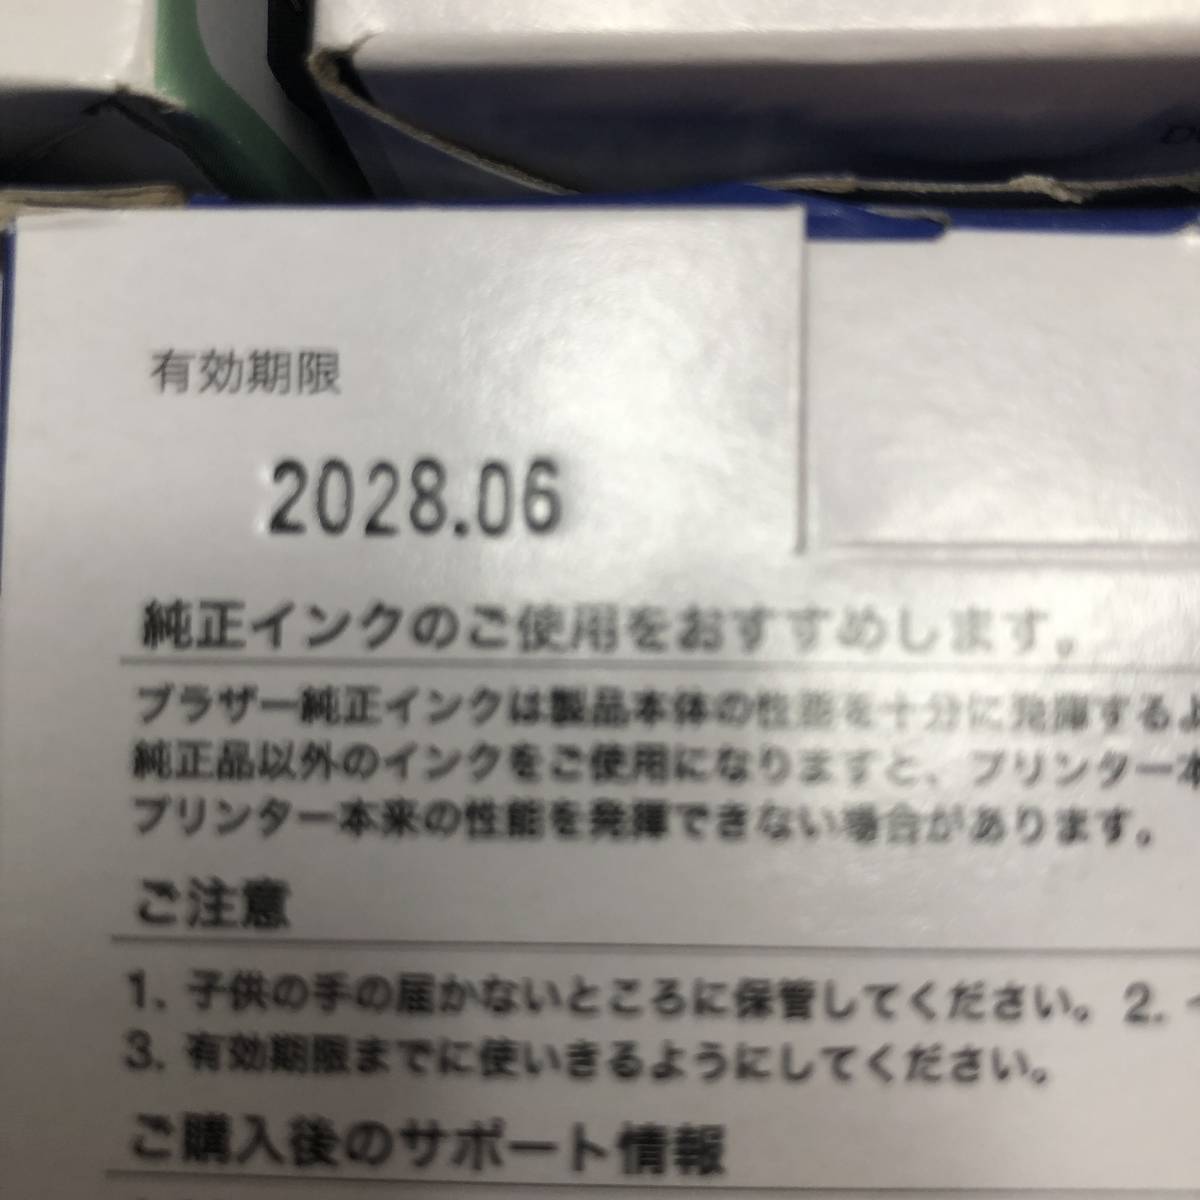 有効期限
2028.06
純正インクのご使用をおすすめします。
ブラザー純正インクは製品本体の性能を十分に発揮する
純正品以外のインクをご使用になりますと、プリンター本
プリンター本来の性能を発揮できない場合があります。
ご注意
1. 子供の手の届かないところに保管してください。2.
3. 有効期限までに使いきるようにしてください。
ご購入後のサポート情報